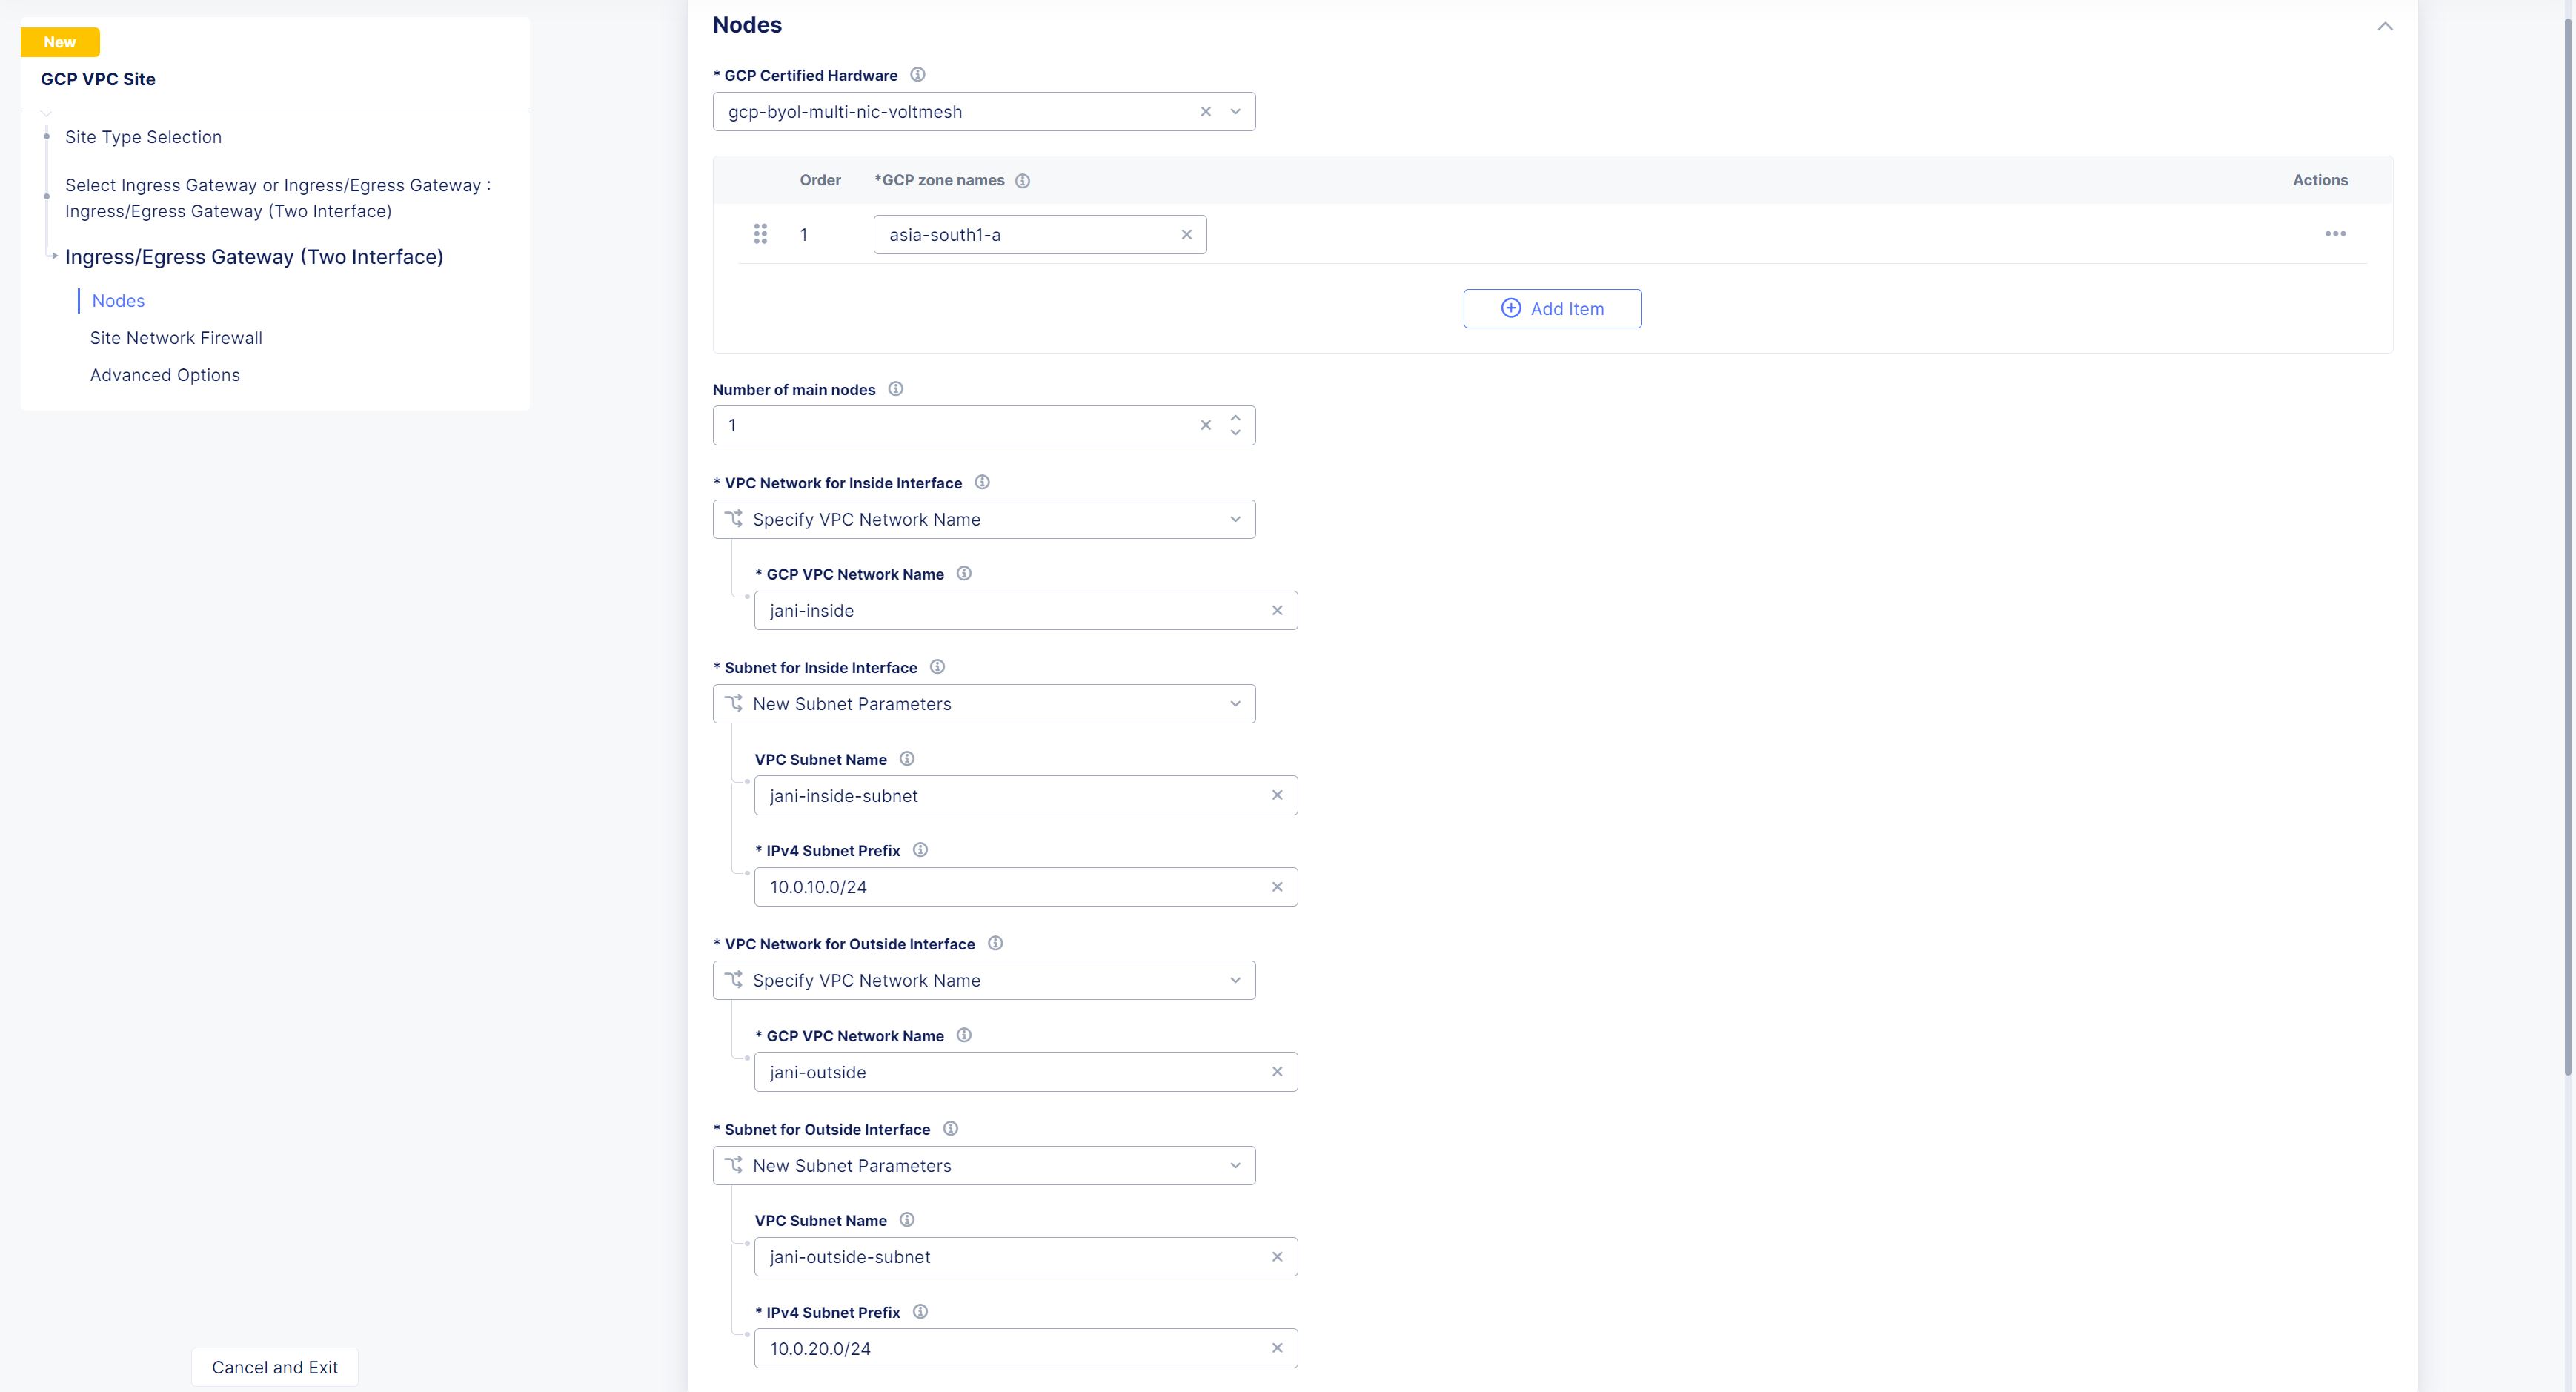 New
GCP VPC Site
Site Type Selection
Select Ingress Gateway or Ingress/Egress Gateway :
Ingress/Egress Gateway (Two Interface)
Ingress/Egress Gateway (Two Interface)
Nodes
Site Network Firewall
Advanced Options
Cancel and Exit
Nodes
* GCP Certified Hardware
gcp-byol-multi-nic-voltmesh
Order *GCP zone names Actions
1 asia-south1-a
Add Item
Number of main nodes
1
* VPC Network for Inside Interface
Specify VPC Network Name
* GCP VPC Network Name
jani-inside
* Subnet for Inside Interface
New Subnet Parameters
VPC Subnet Name
jani-inside-subnet
* IPv4 Subnet Prefix
10.0.10.0/24
* VPC Network for Outside Interface
Specify VPC Network Name
* GCP VPC Network Name
jani-outside
* Subnet for Outside Interface
New Subnet Parameters
VPC Subnet Name
jani-outside-subnet
* IPv4 Subnet Prefix
10.0.20.0/24